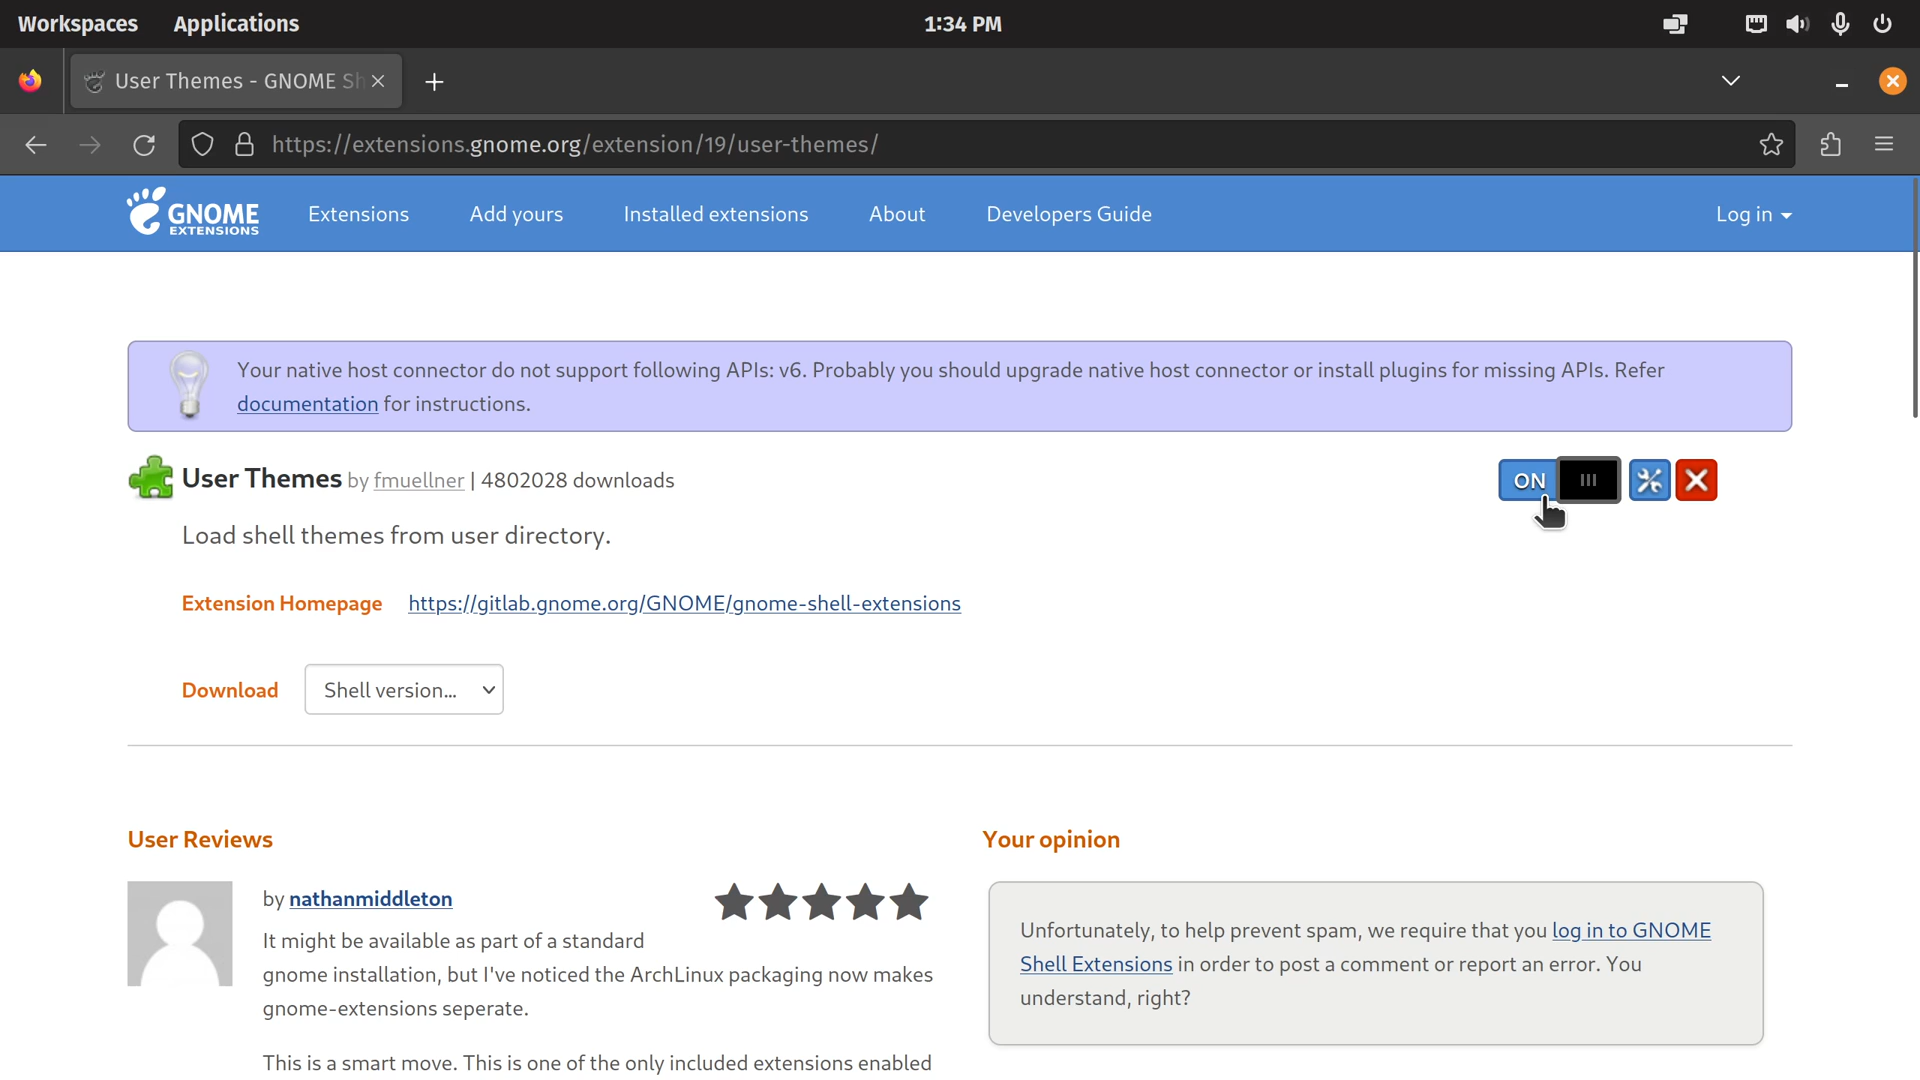 Workspaces Applications 1:34 PM
User Themes - GNOME Sh
https://extensions.gnome.org/extension/19/user-themes/
GNOME EXTENSIONS Extensions Add yours Installed extensions About Developers Guide Log in
Your native host connector do not support following APIs: v6. Probably you should upgrade native host connector or install plugins for missing APIs. Refer
documentation for instructions.
User Themes by fmuellner | 4802028 downloads
ON
Load shell themes from user directory.
Extension Homepage https://gitlab.gnome.org/GNOME/gnome-shell-extensions
Download Shell version...
User Reviews
by nathanmiddleton
It might be available as part of a standard
gnome installation, but I've noticed the ArchLinux packaging now makes
gnome-extensions seperate.
This is a smart move. This is one of the only included extensions enabled
Your opinion
Unfortunately, to help prevent spam, we require that you log in to GNOME
Shell Extensions in order to post a comment or report an error. You
understand, right?